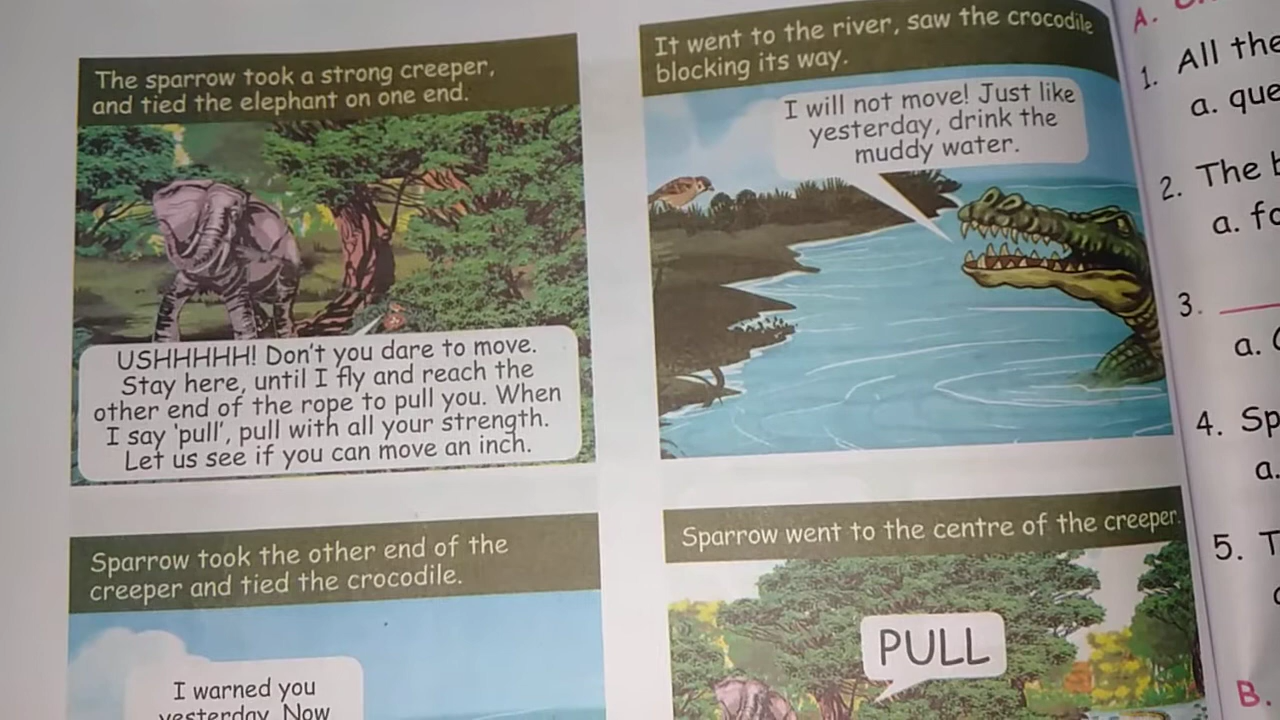 The sparrow took a strong creeper,
and tied the elephant on one end.
USHHHHH! Don't you dare to move.
Stay here, until I fly and reach the
other end of the rope to pull you. When
I say 'pull', pull with all your strength.
Let us see if you can move an inch.
It went to the river, saw the crocodile
blocking its way.
I will not move! Just like
yesterday, drink the
muddy water.
Sparrow took the other end of the
creeper and tied the crocodile.
I warned you
yesterday. Now
Sparrow went to the centre of the creeper.
PULL
A.
1. All the
a. que
2. The
a. fo
3.
a.
4. Sp
a.
5. T
B.